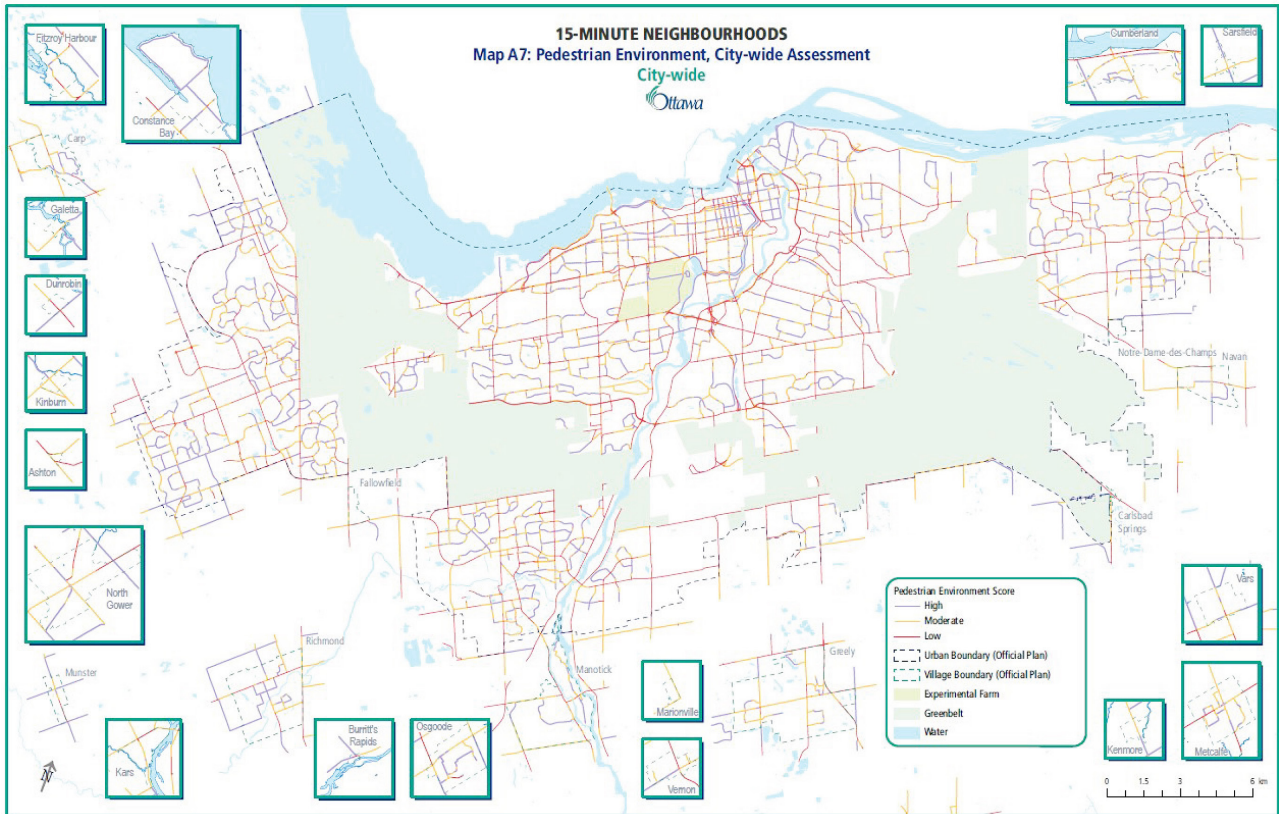 15-MINUTE NEIGHBOURHOODS
Map A7: Pedestrian Environment, City-wide Assessment
City-wide
Ottawa
Fitzroy Harbour
Constance
Bay
Cumberland
Sarsfield
Carp
Galetta
Dunrobin
Kinburn
Ashton
North
Gower
Munster
Richmond
Fallowfield
Manotick
Notre-Dame-des-Champs
Navan
Carlsbad
Springs
Greely
Kars
Burritt's
Rapids
Osgoode
Marionville
Vernon
Kenmore
Metcalfe
Vars
Pedestrian Environment Score
High
Moderate
Low
Urban Boundary (Official Plan)
Village Boundary (Official Plan)
Experimental Farm
Greenbelt
Water
N
0 1.5 3 6 km